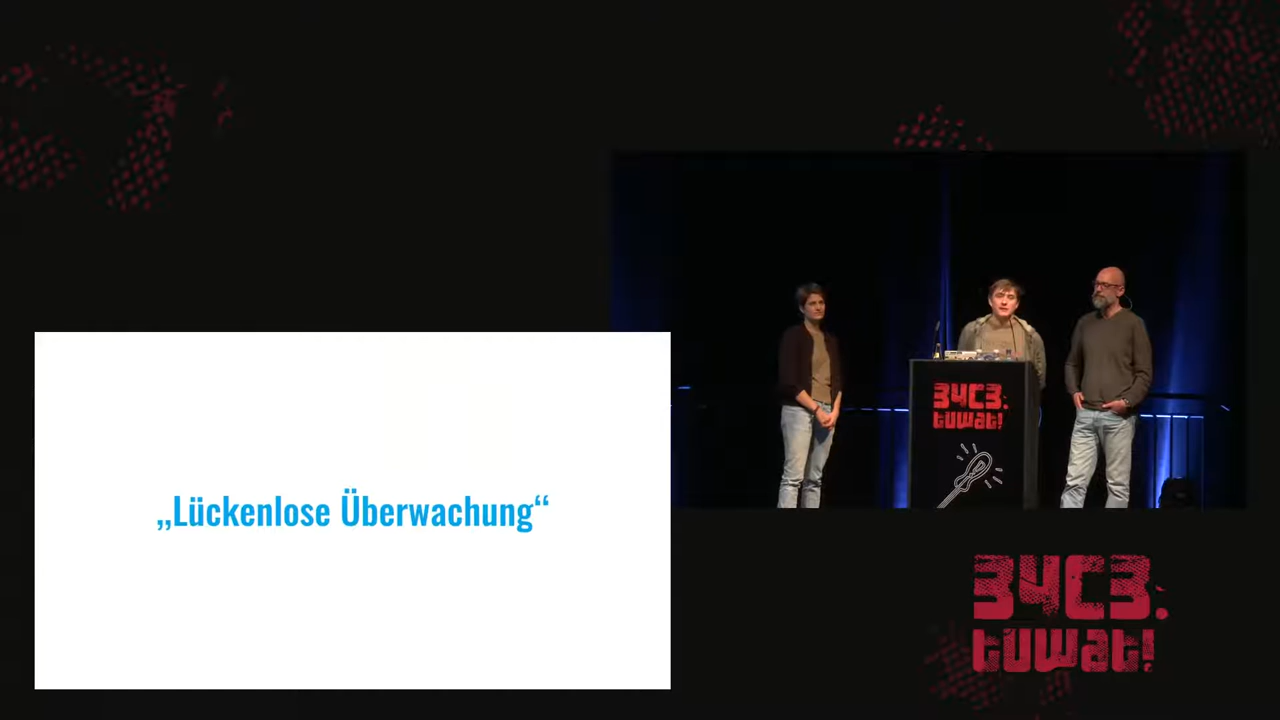 „Lückenlose Überwachung“
34C3.
tuwat!
34C3.
tuwat!